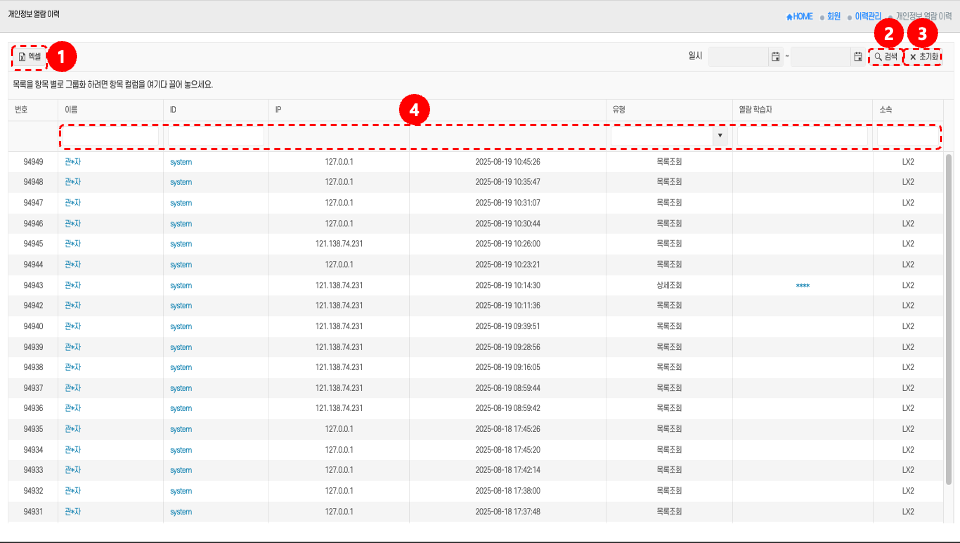 개인정보 열람 이력
HOME 회원 이력관리 개인정보 열람 이력
1 2 3
엑셀 일시 ~ 검색 초기화
목록을 항목 별로 그룹화 하려면 항목 컬럼을 여기다 끌어 놓으세요.
번호 이름 ID IP 유형 열람 학습자 소속
4
94949 관*자 system 127.0.0.1 2025-08-19 10:45:26 목록조회 LX2
94948 관*자 system 127.0.0.1 2025-08-19 10:35:47 목록조회 LX2
94947 관*자 system 127.0.0.1 2025-08-19 10:31:07 목록조회 LX2
94946 관*자 system 127.0.0.1 2025-08-19 10:30:44 목록조회 LX2
94945 관*자 system 121.138.74.231 2025-08-19 10:26:00 목록조회 LX2
94944 관*자 system 127.0.0.1 2025-08-19 10:23:21 목록조회 LX2
94943 관*자 system 121.138.74.231 2025-08-19 10:14:30 상세조회 **** LX2
94942 관*자 system 121.138.74.231 2025-08-19 10:11:36 목록조회 LX2
94940 관*자 system 121.138.74.231 2025-08-19 09:39:51 목록조회 LX2
94939 관*자 system 121.138.74.231 2025-08-19 09:28:56 목록조회 LX2
94938 관*자 system 121.138.74.231 2025-08-19 09:16:05 목록조회 LX2
94937 관*자 system 121.138.74.231 2025-08-19 08:59:44 목록조회 LX2
94936 관*자 system 121.138.74.231 2025-08-19 08:59:42 목록조회 LX2
94935 관*자 system 127.0.0.1 2025-08-18 17:45:26 목록조회 LX2
94934 관*자 system 127.0.0.1 2025-08-18 17:45:20 목록조회 LX2
94933 관*자 system 127.0.0.1 2025-08-18 17:42:14 목록조회 LX2
94932 관*자 system 127.0.0.1 2025-08-18 17:38:00 목록조회 LX2
94931 관*자 system 127.0.0.1 2025-08-18 17:37:48 목록조회 LX2